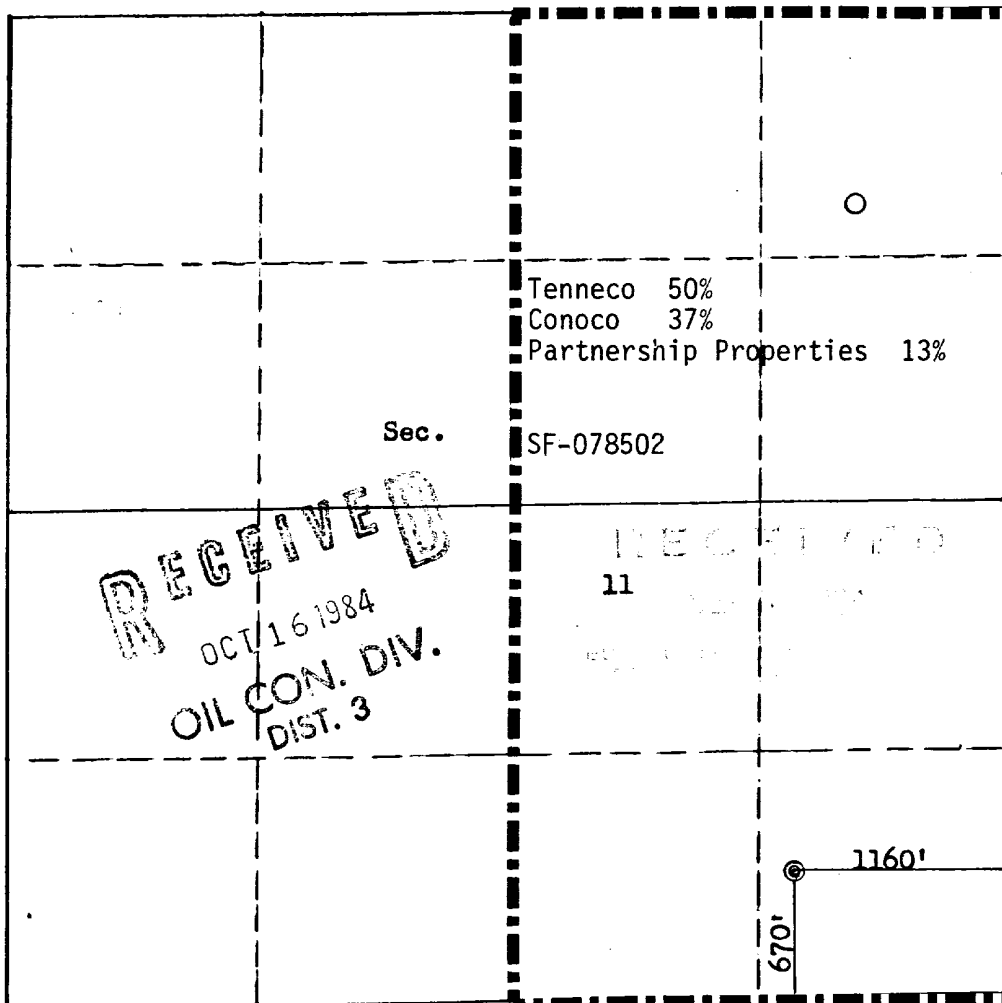 Tenneco 50%
Conoco 37%
Partnership Properties 13%
Sec.
SF-078502
RECEIVED
OCT 16 1984
OIL CON. DIV.
DIST. 3
RECEIVED
11
1160'
670'